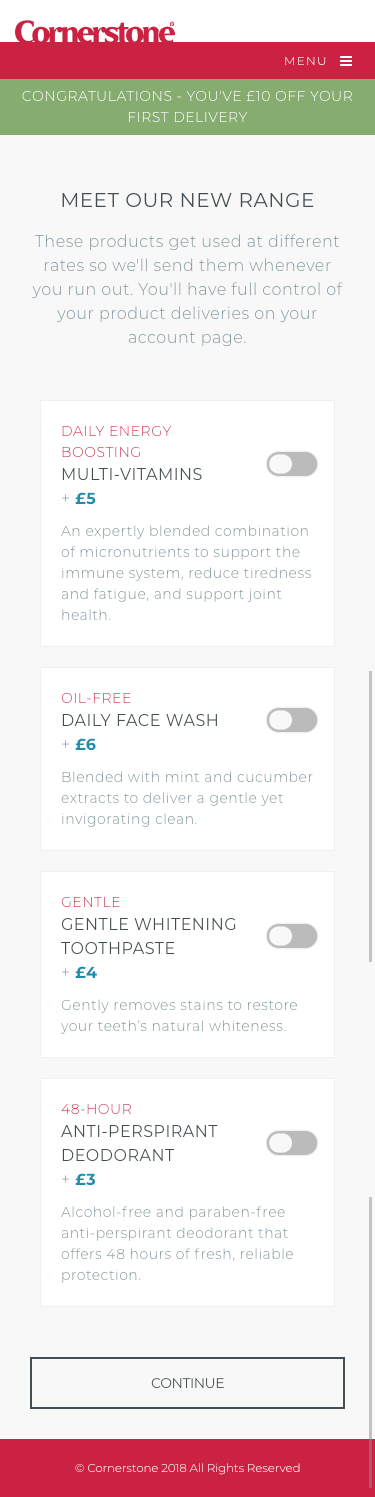 Cornerstone®
MENU
CONGRATULATIONS - YOU'VE £10 OFF YOUR
FIRST DELIVERY
MEET OUR NEW RANGE
These products get used at different
rates so we'll send them whenever
you run out. You'll have full control of
your product deliveries on your
account page.
DAILY ENERGY
BOOSTING
MULTI-VITAMINS
+ £5
An expertly blended combination
of micronutrients to support the
immune system, reduce tiredness
and fatigue, and support joint
health.
OIL-FREE
DAILY FACE WASH
+ £6
Blended with mint and cucumber
extracts to deliver a gentle yet
invigorating clean.
GENTLE
GENTLE WHITENING
TOOTHPASTE
+ £4
Gently removes stains to restore
your teeth's natural whiteness.
48-HOUR
ANTI-PERSPIRANT
DEODORANT
+ £3
Alcohol-free and paraben-free
anti-perspirant deodorant that
offers 48 hours of fresh, reliable
protection.
CONTINUE
© Cornerstone 2018 All Rights Reserved